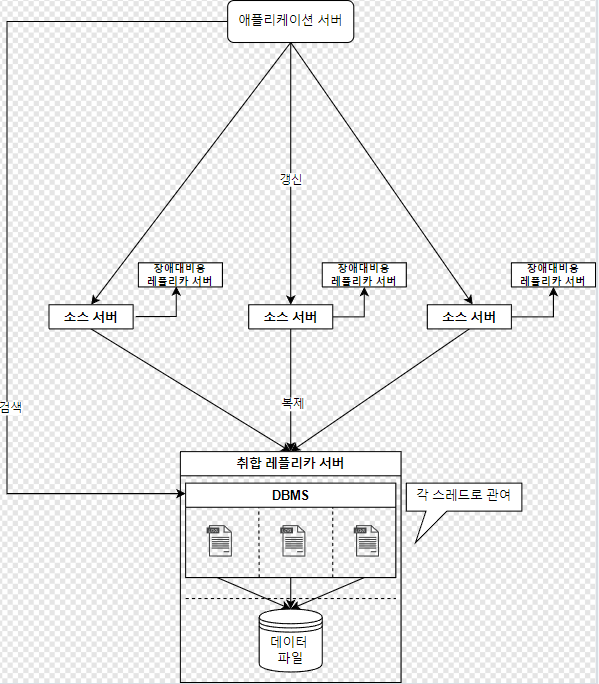 애플리케이션 서버
갱신
장애대비용
레플리카 서버
장애대비용
레플리카 서버
장애대비용
레플리카 서버
소스 서버
소스 서버
소스 서버
검색
복제
취합 레플리카 서버
DBMS
각 스레드로 관여
데이터
파일